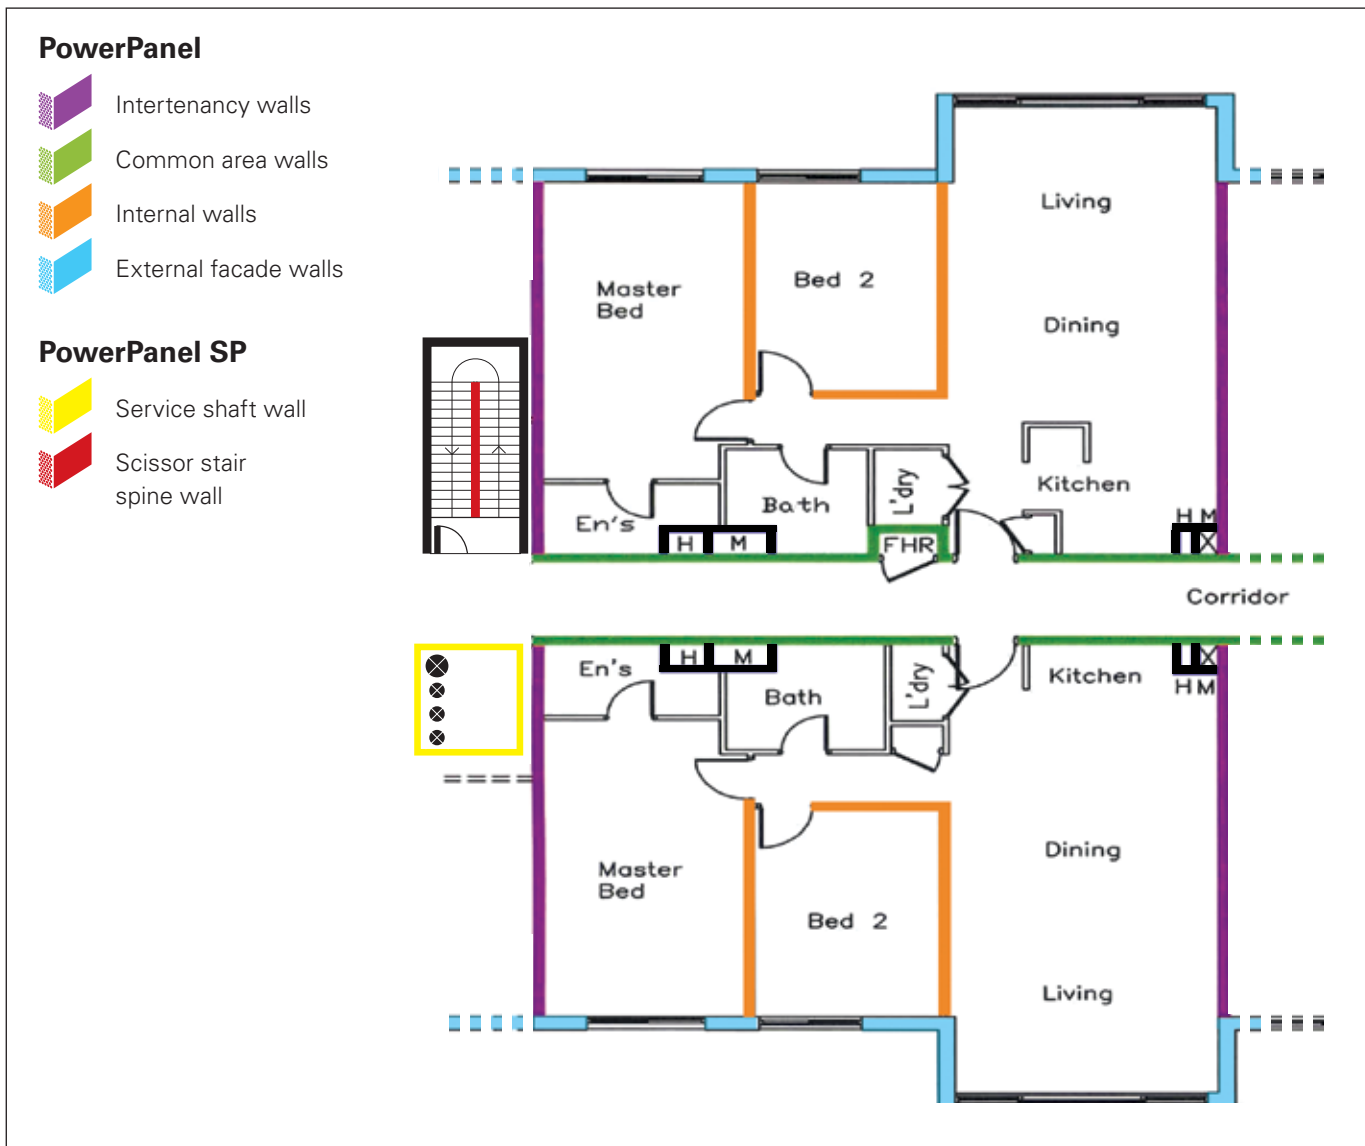 PowerPanel
Intertenancy walls
Common area walls
Internal walls
External facade walls
PowerPanel SP
Service shaft wall
Scissor stair
spine wall
Living
Bed 2
Master
Bed
Dining
Kitchen
L'dry
Bath
En's
H M
H M
FHR
Corridor
H M
En's
Kitchen
L'dry
H M
Bath
Dining
Master
Bed
Bed 2
Living